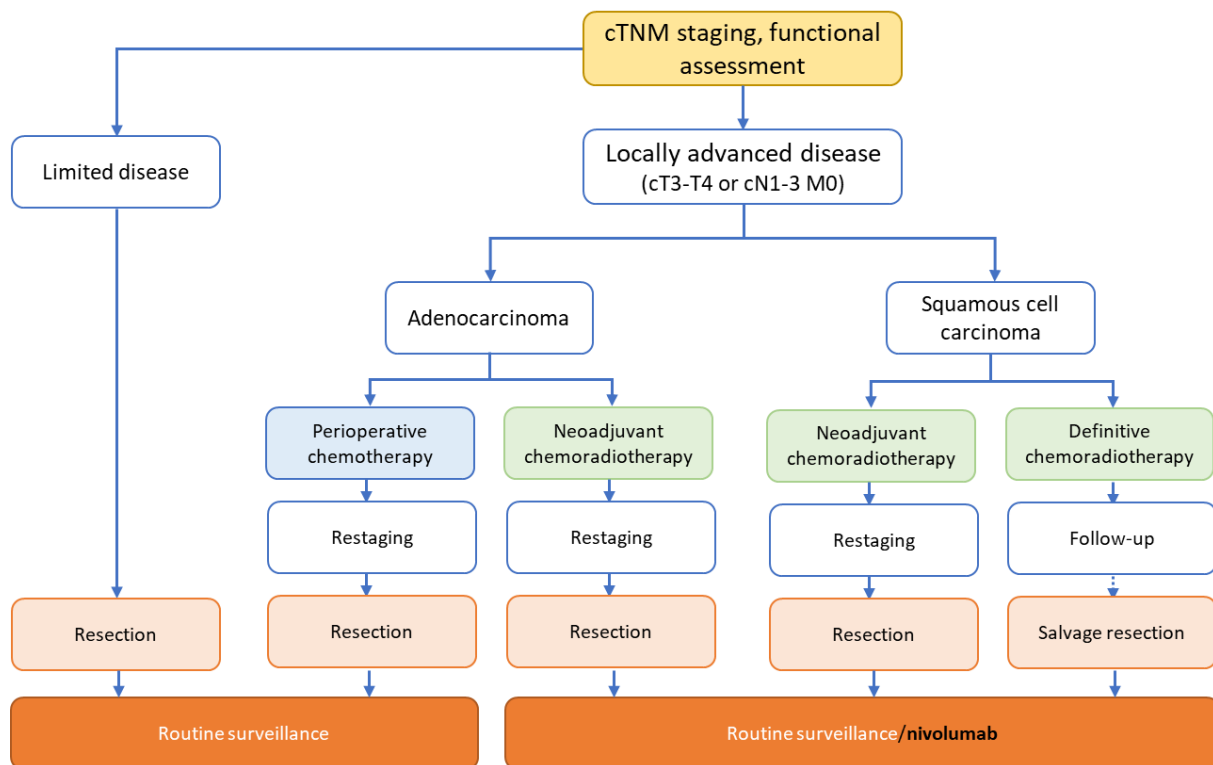 cTNM staging, functional
assessment
Limited disease
Locally advanced disease
(cT3-T4 or cN1-3 M0)
Adenocarcinoma
Squamous cell
carcinoma
Perioperative
chemotherapy
Neoadjuvant
chemoradiotherapy
Neoadjuvant
chemoradiotherapy
Definitive
chemoradiotherapy
Restaging
Restaging
Restaging
Follow-up
Resection
Resection
Resection
Resection
Salvage resection
Routine surveillance
Routine surveillance/nivolumab